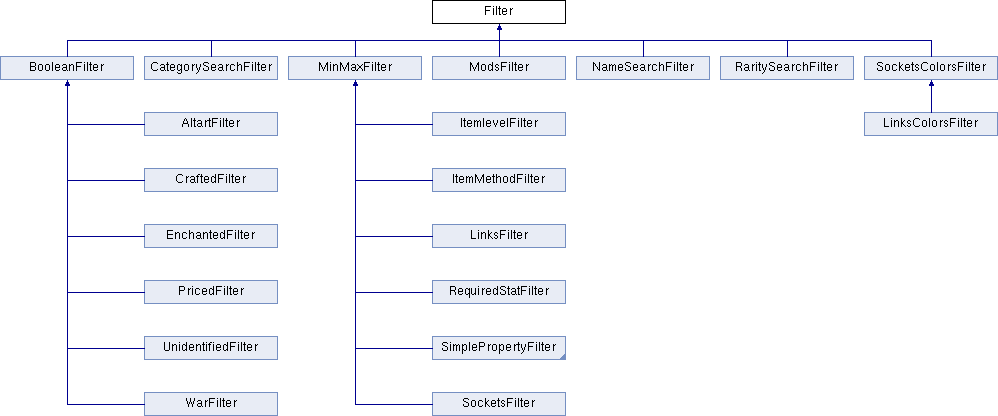 Filter
BooleanFilter
CategorySearchFilter
MinMaxFilter
ModsFilter
NameSearchFilter
RaritySearchFilter
SocketsColorsFilter
AltartFilter
ItemlevelFilter
LinksColorsFilter
CraftedFilter
ItemMethodFilter
EnchantedFilter
LinksFilter
PricedFilter
RequiredStatFilter
UnidentifiedFilter
SimplePropertyFilter
WarFilter
SocketsFilter